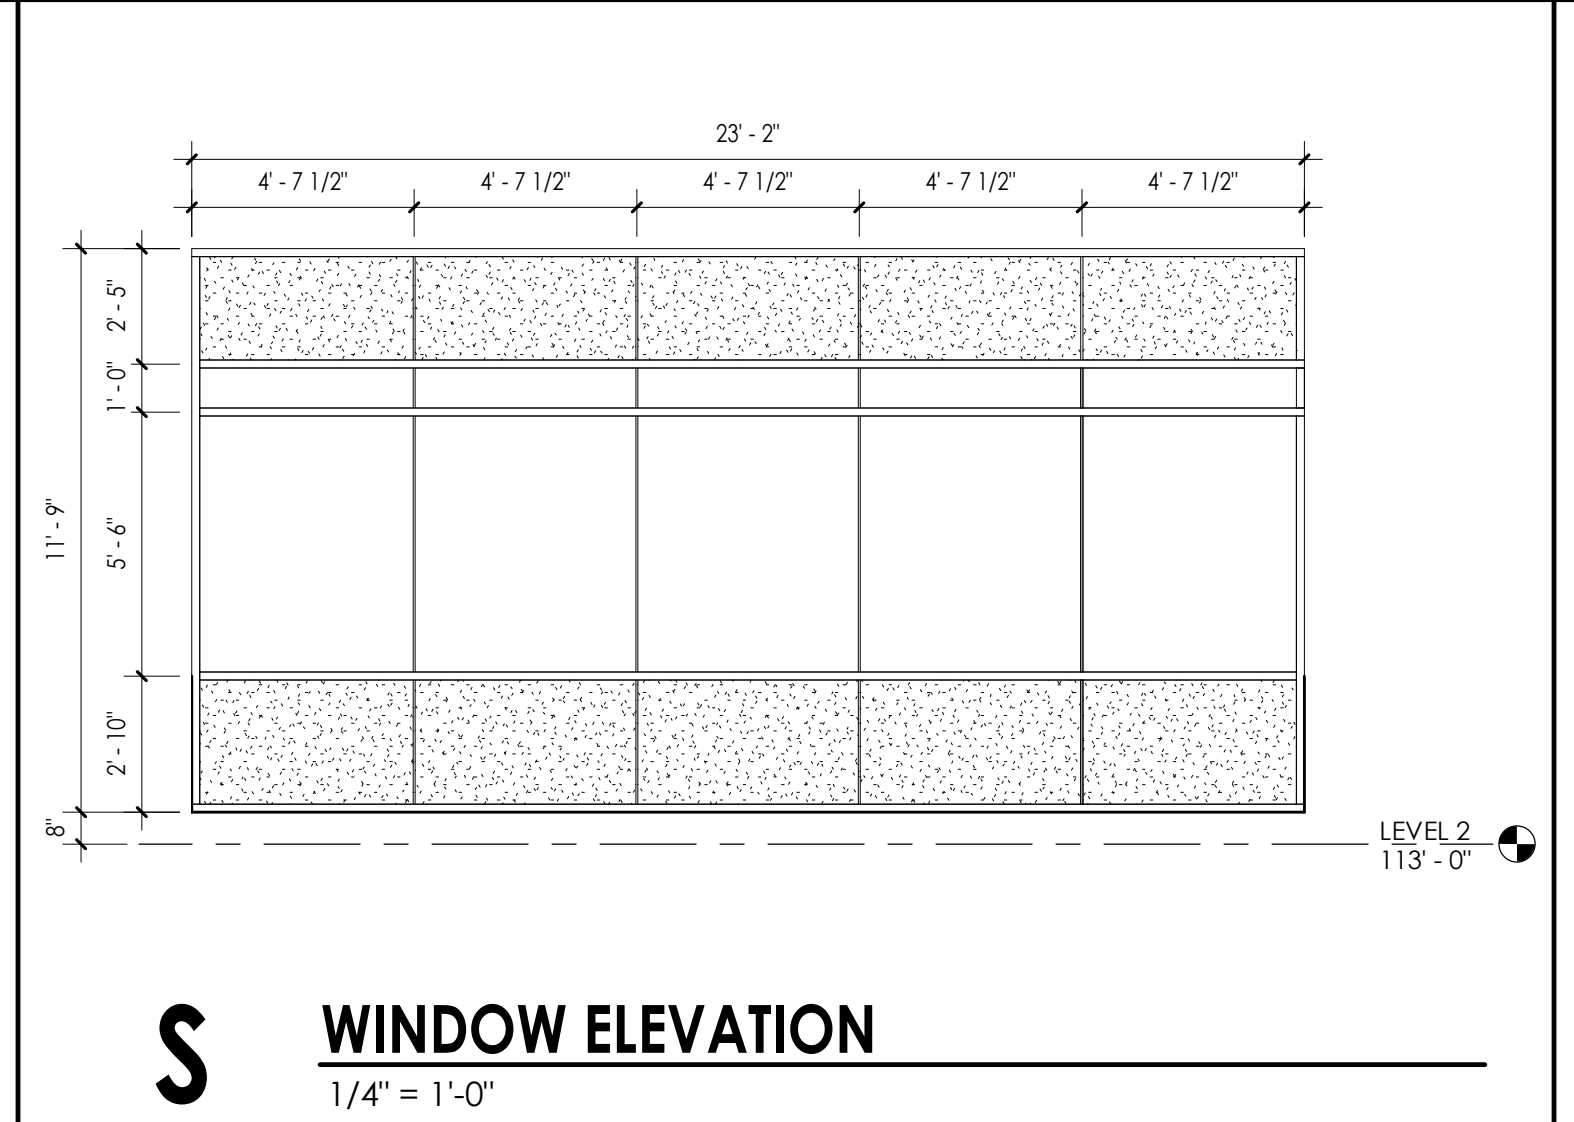 23' - 2"
4' - 7 1/2" 4' - 7 1/2" 4' - 7 1/2" 4' - 7 1/2" 4' - 7 1/2"
2' - 5"
1' - 0"
11' - 9"
5' - 6"
2' - 10"
8"
LEVEL 2
113' - 0"
S WINDOW ELEVATION
1/4" = 1'-0"